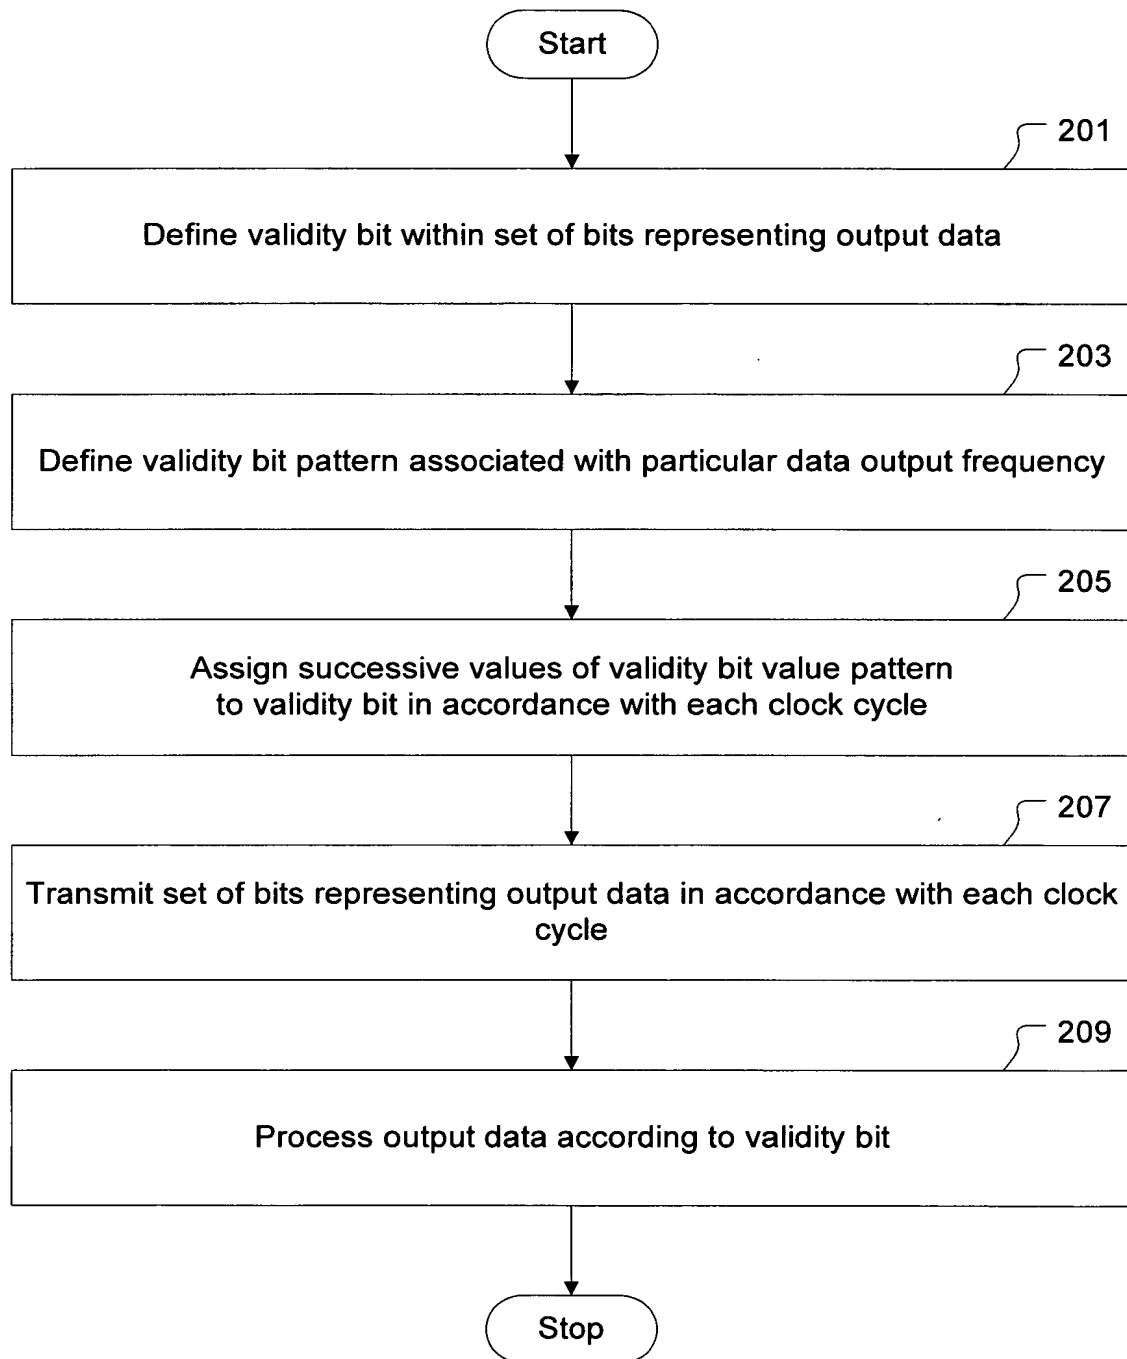 Start
201
Define validity bit within set of bits representing output data
203
Define validity bit pattern associated with particular data output frequency
205
Assign successive values of validity bit value pattern
to validity bit in accordance with each clock cycle
207
Transmit set of bits representing output data in accordance with each clock
cycle
209
Process output data according to validity bit
Stop